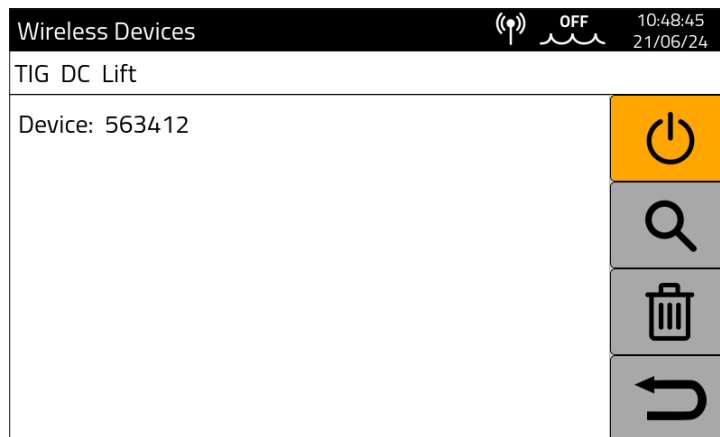 Wireless Devices
OFF
10:48:45
21/06/24
TIG DC Lift
Device: 563412